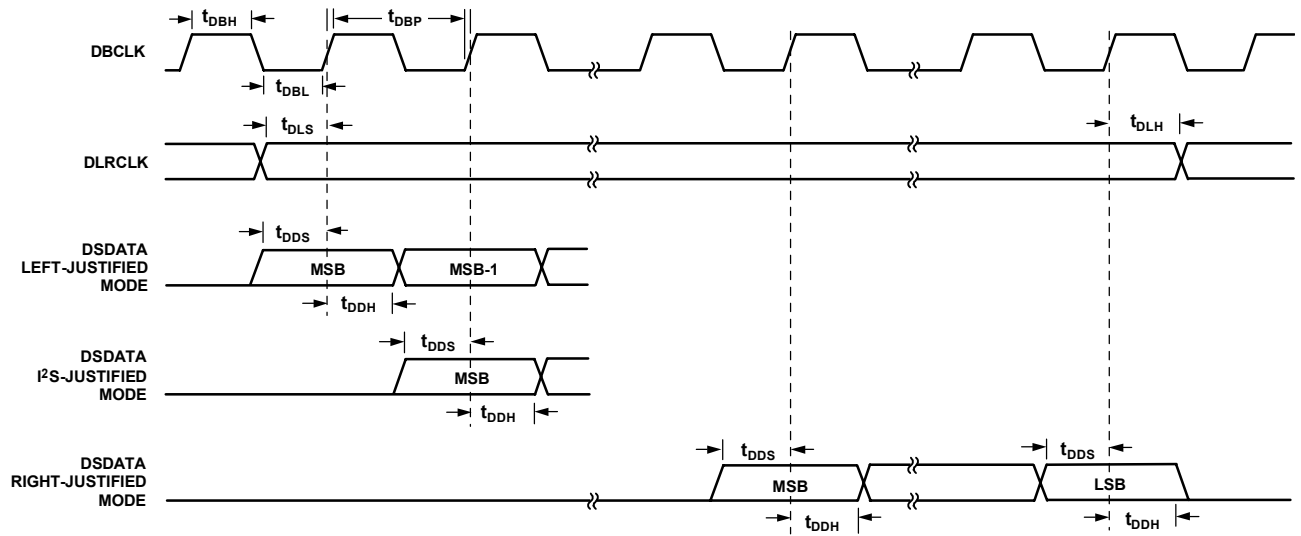 tDBH
tDBP
DBCLK
tDBL
tDLS
tDLH
DLRCLK
tDDS
DSDATA
LEFT-JUSTIFIED
MODE
MSB
MSB-1
tDDH
tDDS
DSDATA
I²S-JUSTIFIED
MODE
MSB
tDDH
tDDS
tDDS
DSDATA
RIGHT-JUSTIFIED
MODE
MSB
LSB
tDDH
tDDH